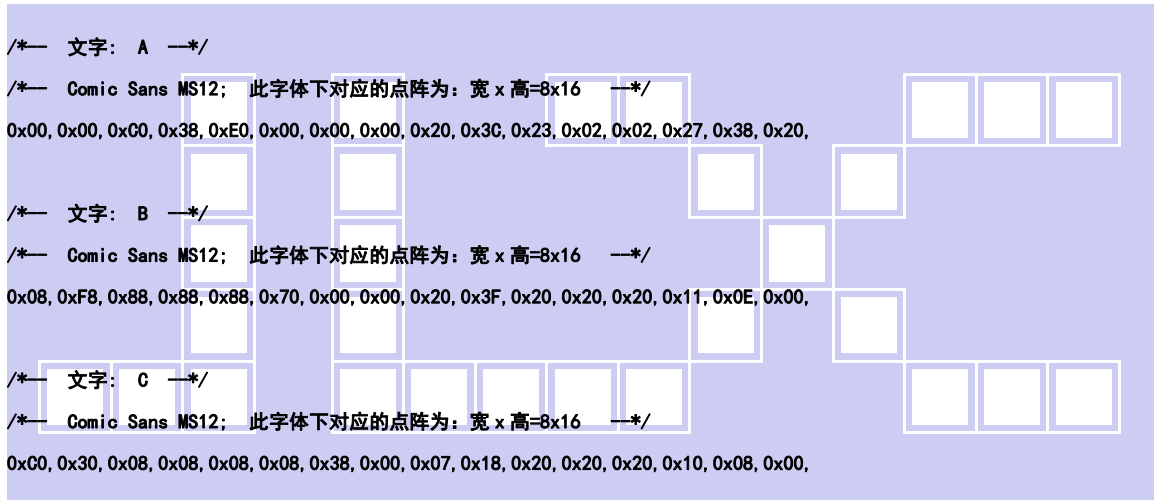 /*--  文字:  A  --*/
/*--  Comic Sans MS12;  此字体下对应的点阵为：宽x高=8x16   --*/
0x00,0x00,0xC0,0x38,0xE0,0x00,0x00,0x00,0x20,0x3C,0x23,0x02,0x02,0x27,0x38,0x20,
/*--  文字:  B  --*/
/*--  Comic Sans MS12;  此字体下对应的点阵为：宽x高=8x16   --*/
0x08,0xF8,0x88,0x88,0x88,0x70,0x00,0x00,0x20,0x3F,0x20,0x20,0x20,0x11,0x0E,0x00,
/*--  文字:  C  --*/
/*--  Comic Sans MS12;  此字体下对应的点阵为：宽x高=8x16   --*/
0xC0,0x30,0x08,0x08,0x08,0x08,0x38,0x00,0x07,0x18,0x20,0x20,0x20,0x10,0x08,0x00,